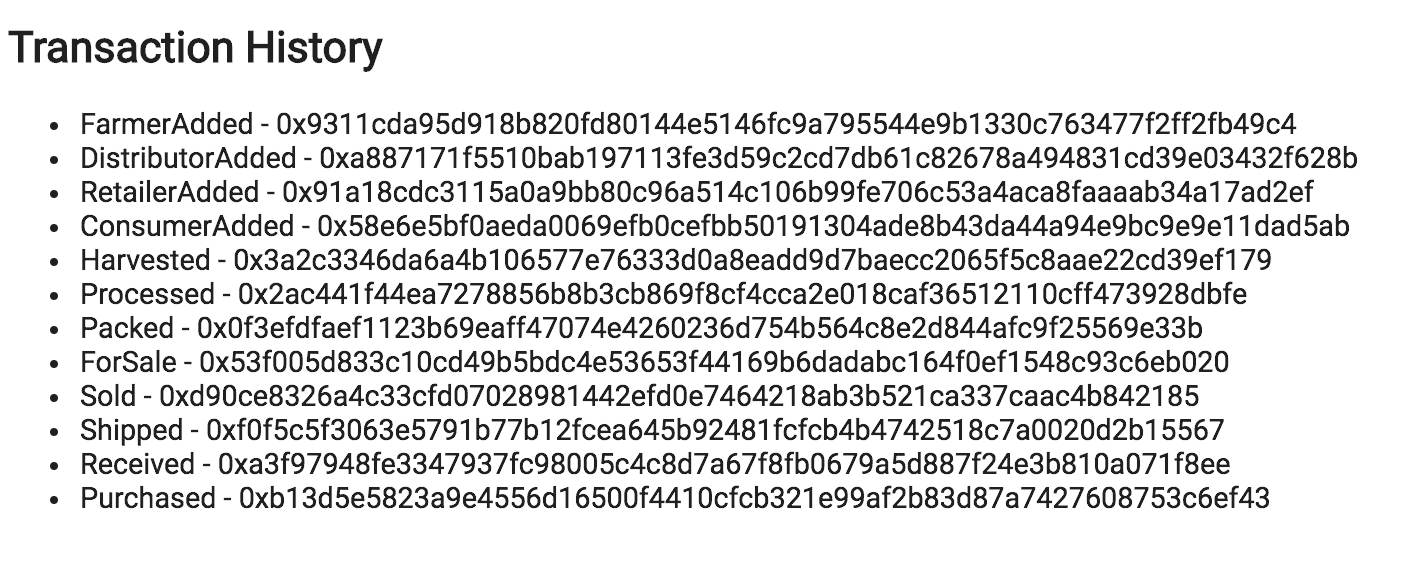 Transaction History
• FarmerAdded - 0x9311cda95d918b820fd80144e5146fc9a795544e9b1330c763477f2ff2fb49c4
• DistributorAdded - 0xa887171f5510bab197113fe3d59c2cd7db61c82678a494831cd39e03432f628b
• RetailerAdded - 0x91a18cdc3115a0a9bb80c96a514c106b99fe706c53a4aca8faaaab34a17ad2ef
• ConsumerAdded - 0x58e6e5bf0aeda0069efb0cefbb50191304ade8b43da44a94e9bc9e9e11dad5ab
• Harvested - 0x3a2c3346da6a4b106577e76333d0a8eadd9d7baecc2065f5c8aae22cd39ef179
• Processed - 0x2ac441f44ea7278856b8b3cb869f8cf4cca2e018caf36512110cff473928dbfe
• Packed - 0x0f3efdfaef1123b69eaff47074e4260236d754b564c8e2d844afc9f25569e33b
• ForSale - 0x53f005d833c10cd49b5bdc4e53653f44169b6dadabc164f0ef1548c93c6eb020
• Sold - 0xd90ce8326a4c33cfd07028981442efd0e7464218ab3b521ca337caac4b842185
• Shipped - 0xf0f5c5f3063e5791b77b12fcea645b92481fcfcb4b4742518c7a0020d2b15567
• Received - 0xa3f97948fe3347937fc98005c4c8d7a67f8fb0679a5d887f24e3b810a071f8ee
• Purchased - 0xb13d5e5823a9e4556d16500f4410cfcb321e99af2b83d87a7427608753c6ef43